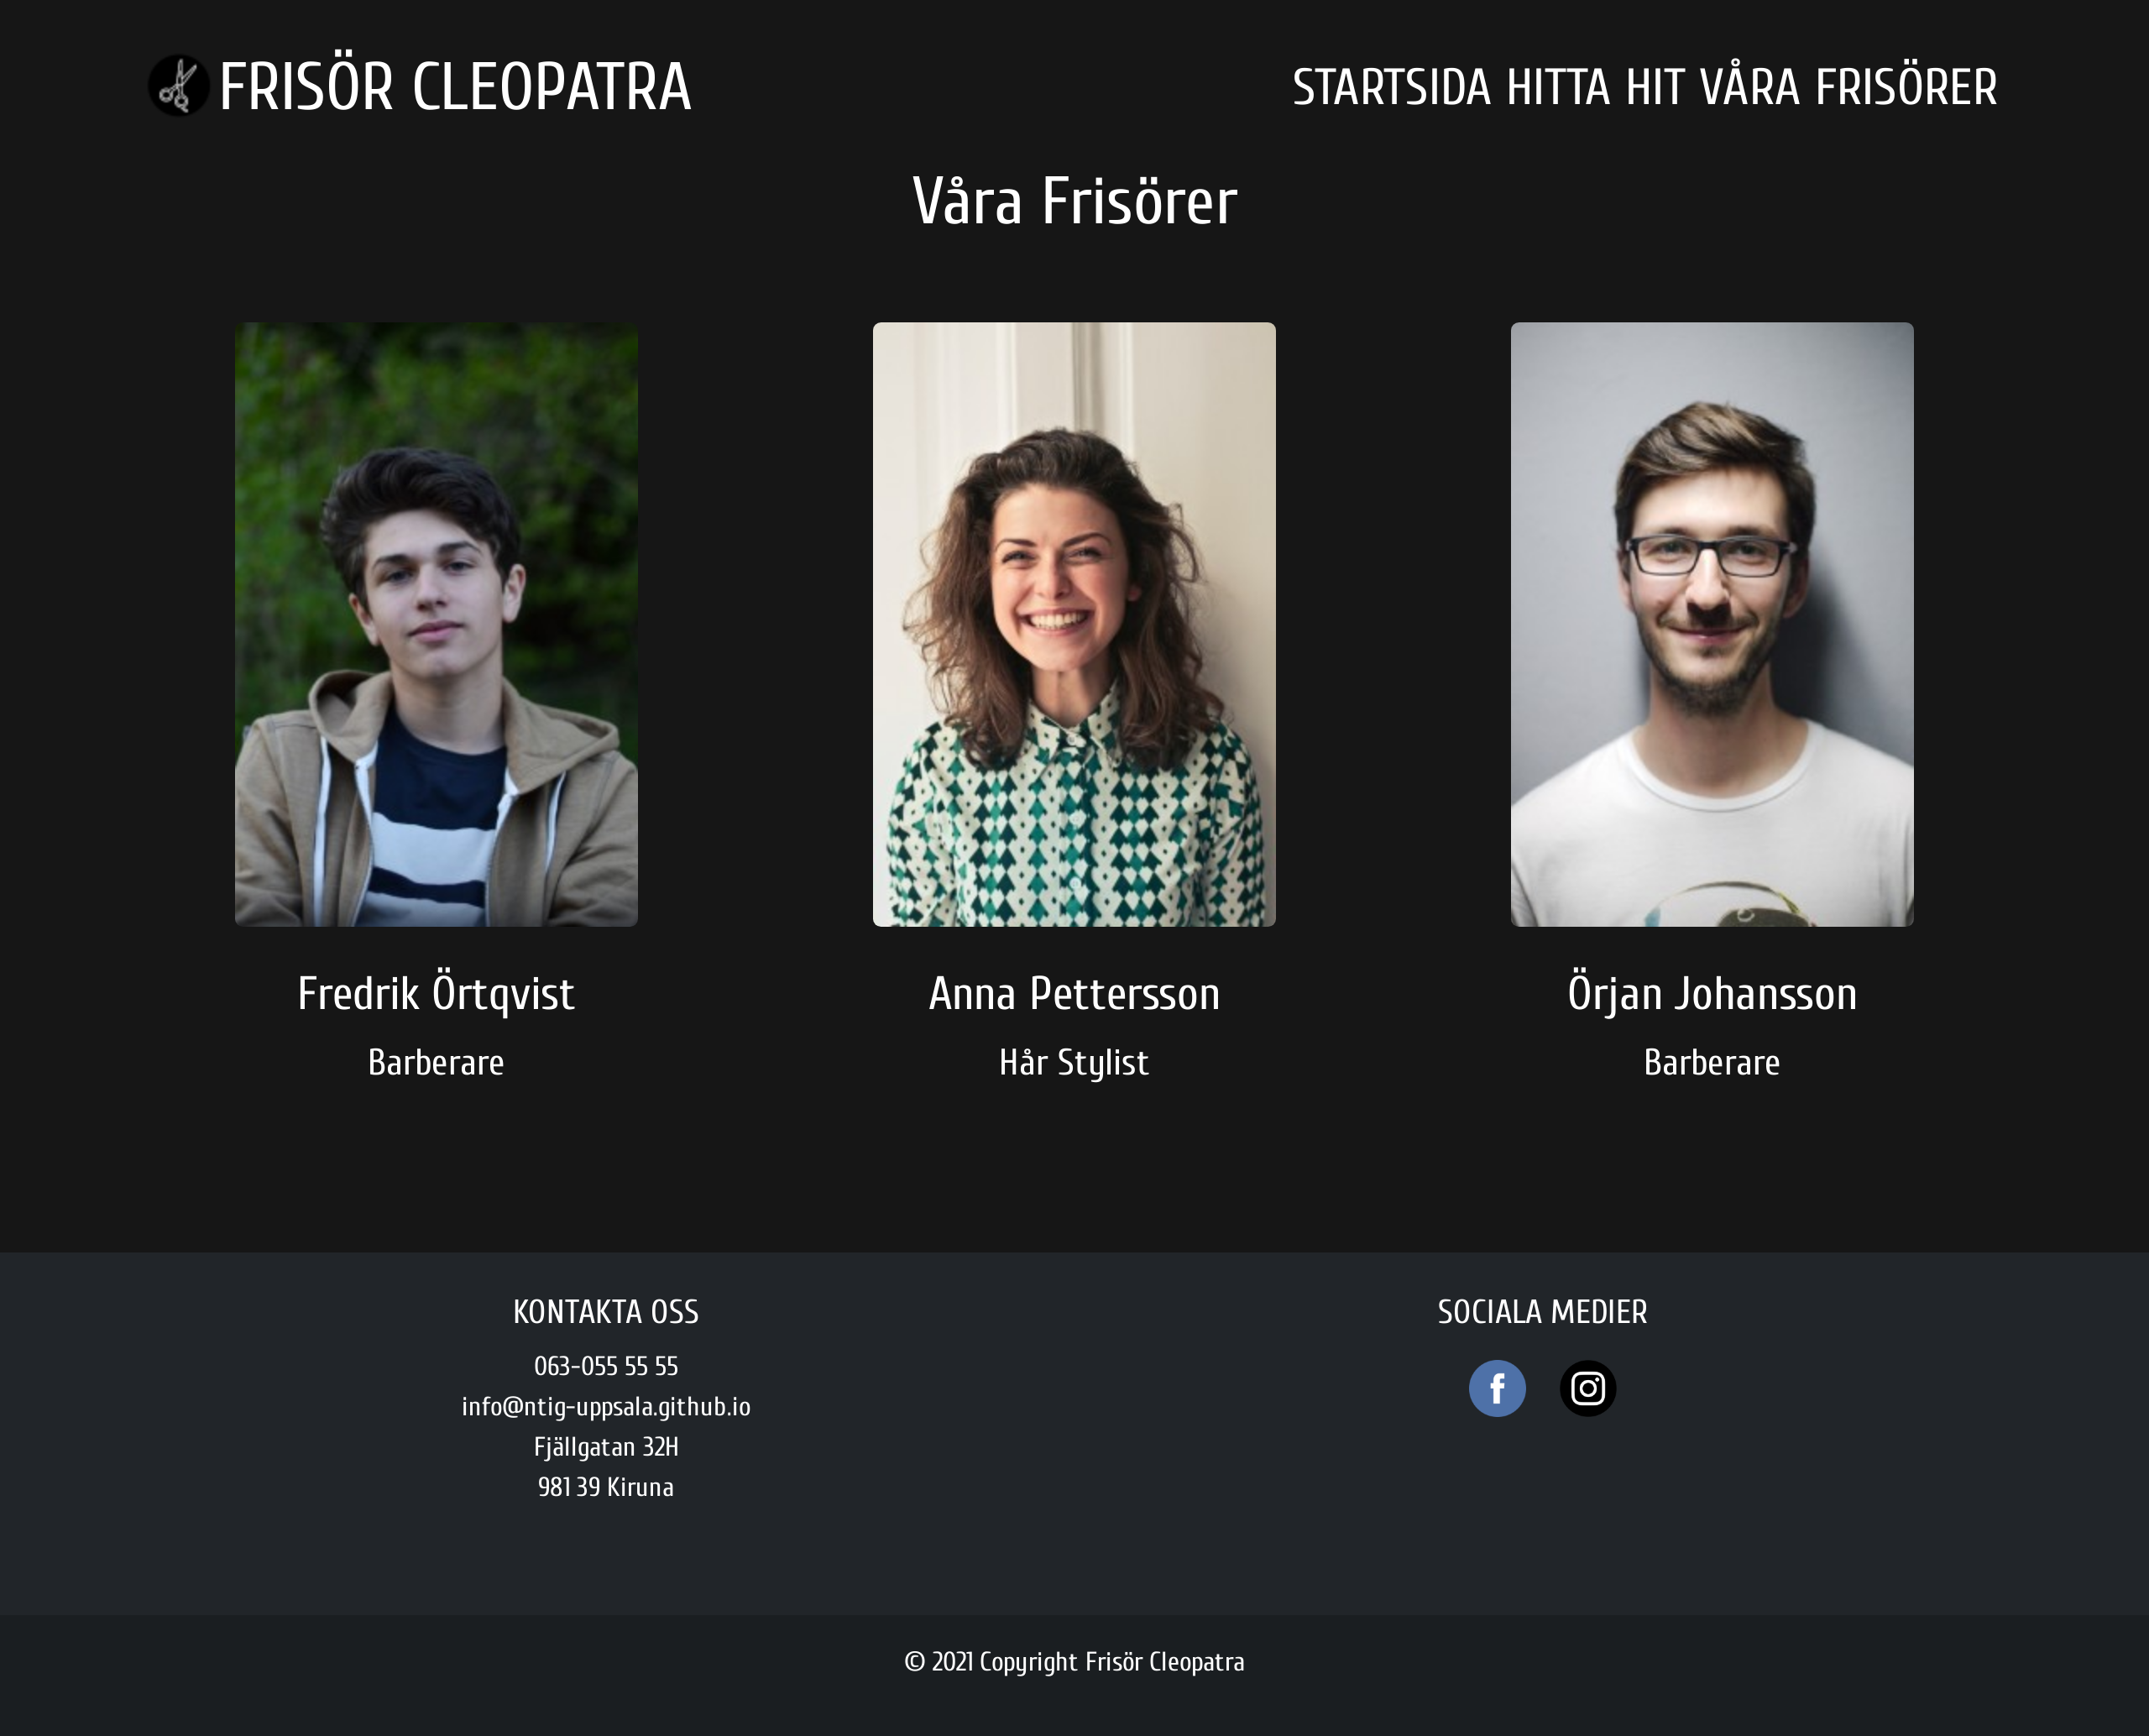 FRISÖR CLEOPATRA
STARTSIDA HITTA HIT VÅRA FRISÖRER
Våra Frisörer
Fredrik Örtqvist
Barberare
Anna Pettersson
Hår Stylist
Örjan Johansson
Barberare
KONTAKTA OSS
063-055 55 55
info@ntig-uppsala.github.io
Fjällgatan 32H
981 39 Kiruna
SOCIALA MEDIER
© 2021 Copyright Frisör Cleopatra